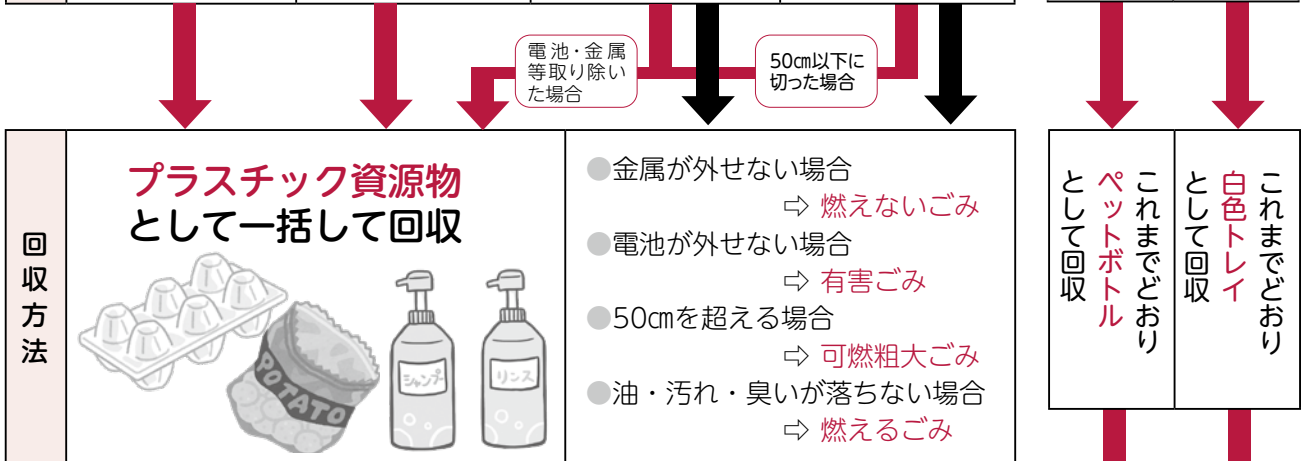 電池・金属
等取り除い
た場合
50㎝以下に
切った場合
回収方法
プラスチック資源物
として一括して回収
POTATO
シャンプー
リンス
●金属が外せない場合
⇨ 燃えないごみ
●電池が外せない場合
⇨ 有害ごみ
●50㎝を超える場合
⇨ 可燃粗大ごみ
●油・汚れ・臭いが落ちない場合
⇨ 燃えるごみ
これまでどおり
ペットボトル
として回収
これまでどおり
白色トレイ
として回収